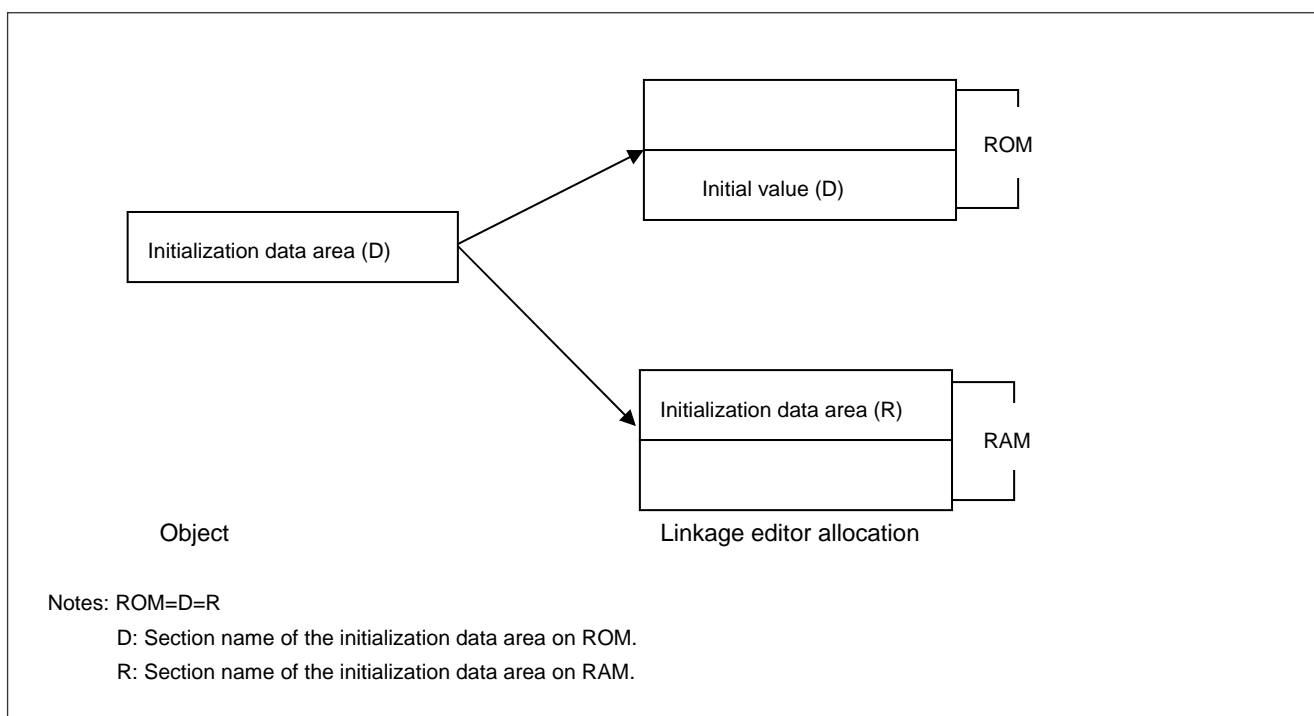 ROM
Initial value (D)
Initialization data area (D)
Initialization data area (R)
RAM
Object
Linkage editor allocation
Notes: ROM=D=R
D: Section name of the initialization data area on ROM.
R: Section name of the initialization data area on RAM.